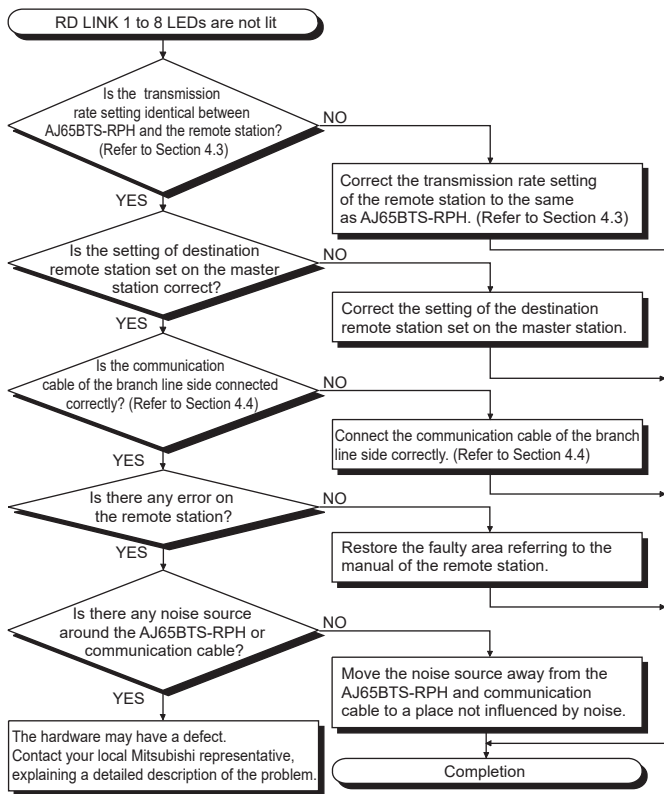 RD LINK 1 to 8 LEDs are not lit
Is the transmission
rate setting identical between
AJ65BTS-RPH and the remote station?
(Refer to Section 4.3)
NO
Correct the transmission rate setting
of the remote station to the same
as AJ65BTS-RPH. (Refer to Section 4.3)
YES
Is the setting of destination
remote station set on the master
station correct?
NO
Correct the setting of the destination
remote station set on the master station.
YES
Is the communication
cable of the branch line side connected
correctly? (Refer to Section 4.4)
NO
Connect the communication cable of the branch
line side correctly. (Refer to Section 4.4)
YES
Is there any error on
the remote station?
NO
Restore the faulty area referring to the
manual of the remote station.
YES
Is there any noise source
around the AJ65BTS-RPH or
communication cable?
NO
Move the noise source away from the
AJ65BTS-RPH and communication
cable to a place not influenced by noise.
YES
The hardware may have a defect.
Contact your local Mitsubishi representative,
explaining a detailed description of the problem.
Completion